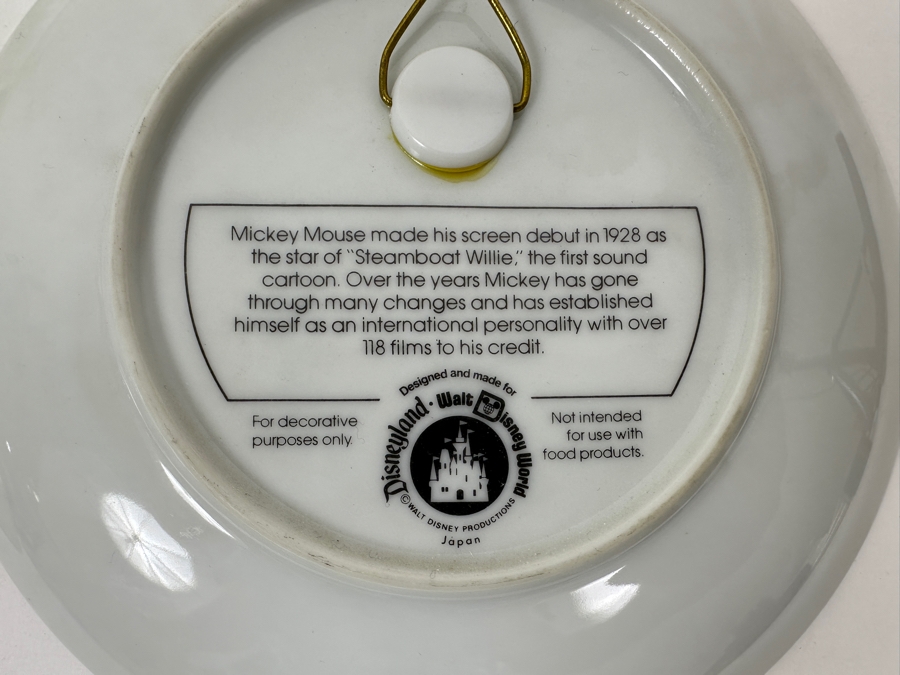 Mickey Mouse made his screen debut in 1928 as
the star of "Steamboat Willie," the first sound
cartoon. Over the years Mickey has gone
through many changes and has established
himself as an international personality with over
118 films to his credit.
Designed and made for
Disneyland · Walt Disney World
© WALT DISNEY PRODUCTIONS
Japan
For decorative
purposes only.
Not intended
for use with
food products.